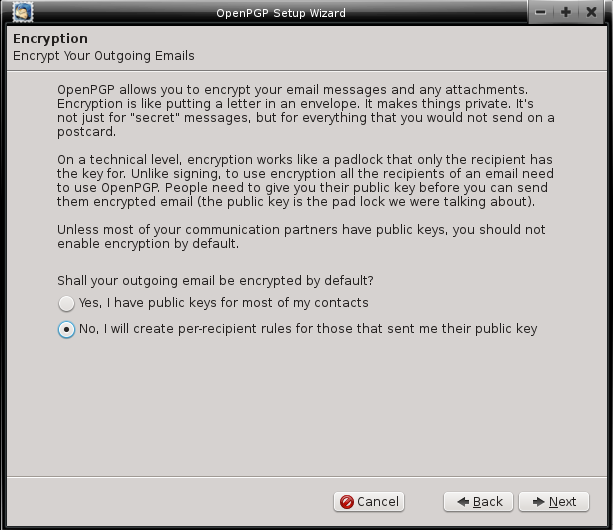 OpenPGP Setup Wizard
Encryption
Encrypt Your Outgoing Emails
OpenPGP allows you to encrypt your email messages and any attachments.
Encryption is like putting a letter in an envelope. It makes things private. It's
not just for "secret" messages, but for everything that you would not send on a
postcard.
On a technical level, encryption works like a padlock that only the recipient has
the key for. Unlike signing, to use encryption all the recipients of an email need
to use OpenPGP. People need to give you their public key before you can send
them encrypted email (the public key is the pad lock we were talking about).
Unless most of your communication partners have public keys, you should not
enable encryption by default.
Shall your outgoing email be encrypted by default?
Yes, I have public keys for most of my contacts
No, I will create per-recipient rules for those that sent me their public key
Cancel
Back
Next